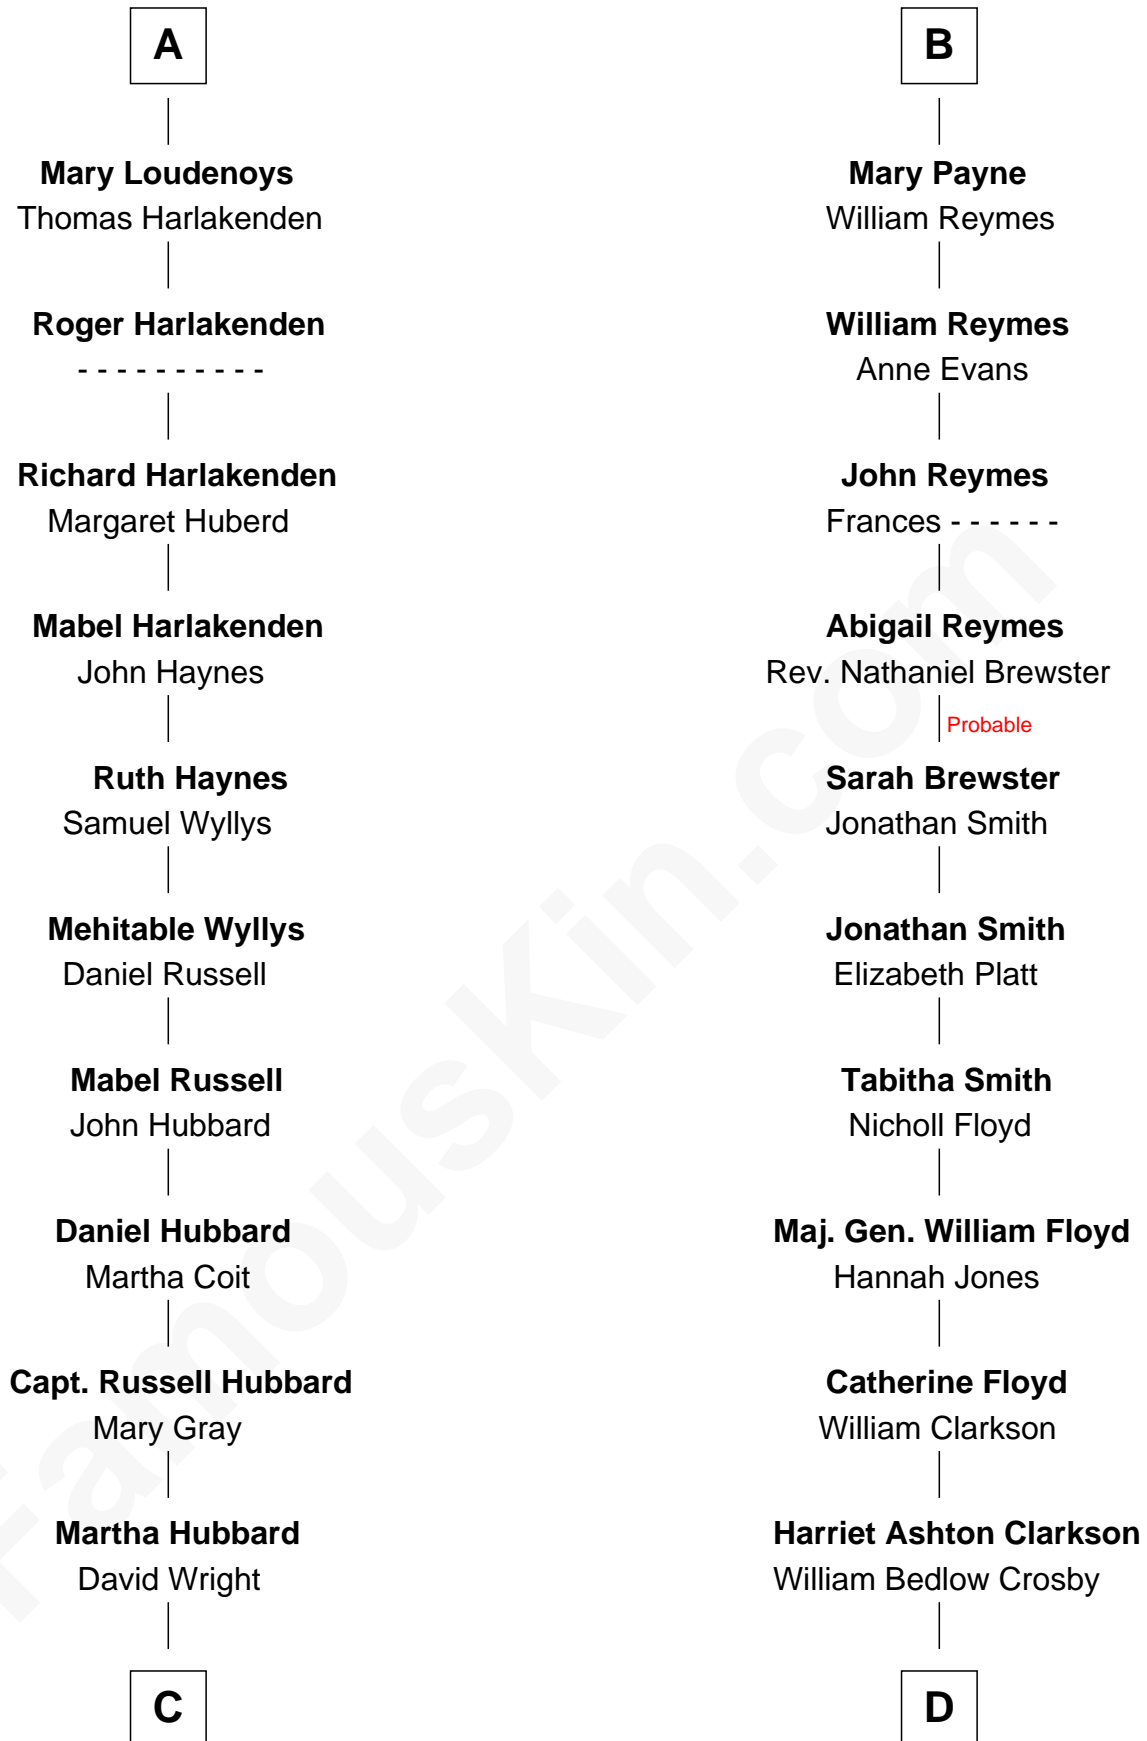 A
Mary Loudenoys
Thomas Harlakenden
Roger Harlakenden
- - - - - - - - - -
Richard Harlakenden
Margaret Huberd
Mabel Harlakenden
John Haynes
Ruth Haynes
Samuel Wyllys
Mehitable Wyllys
Daniel Russell
Mabel Russell
John Hubbard
Daniel Hubbard
Martha Coit
Capt. Russell Hubbard
Mary Gray
Martha Hubbard
David Wright
C
B
Mary Payne
William Reymes
William Reymes
Anne Evans
John Reymes
Frances - - - - - -
Abigail Reymes
Rev. Nathaniel Brewster
Probable
Sarah Brewster
Jonathan Smith
Jonathan Smith
Elizabeth Platt
Tabitha Smith
Nicholl Floyd
Maj. Gen. William Floyd
Hannah Jones
Catherine Floyd
William Clarkson
Harriet Ashton Clarkson
William Bedlow Crosby
D
FamousKin.com